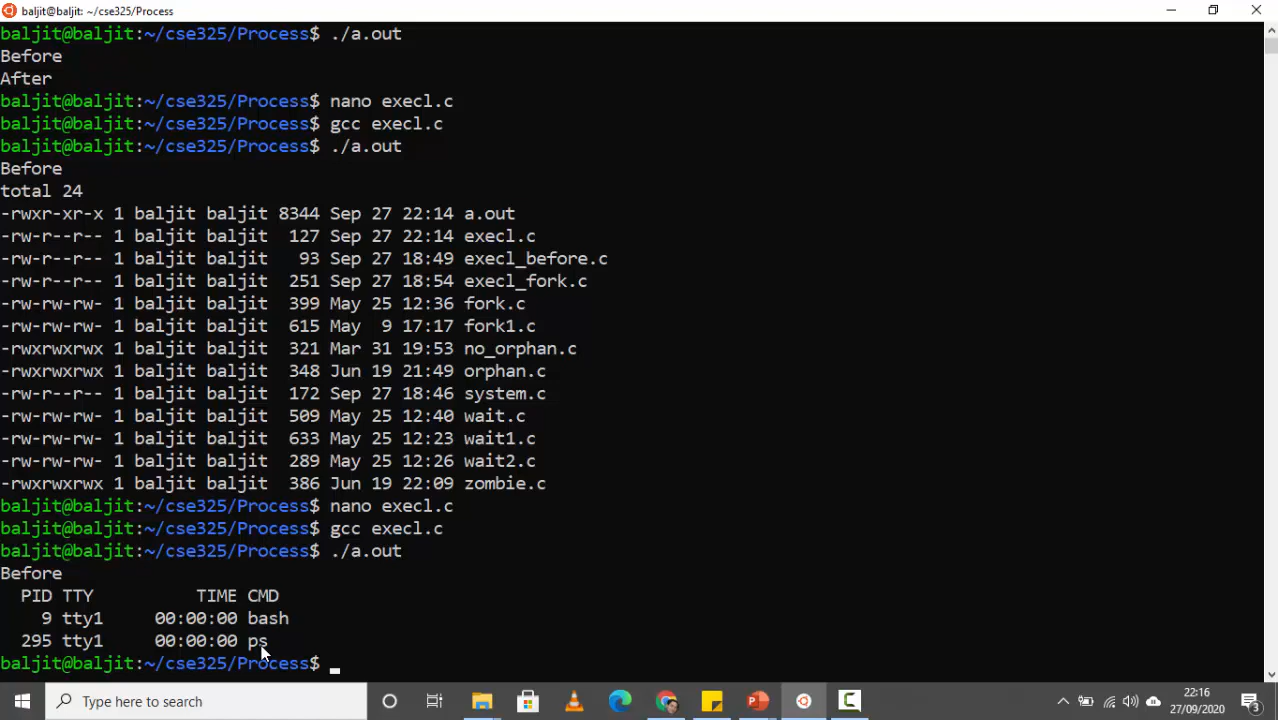 baljit@baljit: ~/cse325/Process
baljit@baljit:~/cse325/Process$ ./a.out
Before
After
baljit@baljit:~/cse325/Process$ nano execl.c
baljit@baljit:~/cse325/Process$ gcc execl.c
baljit@baljit:~/cse325/Process$ ./a.out
Before
total 24
-rwxr-xr-x 1 baljit baljit 8344 Sep 27 22:14 a.out
-rw-r--r-- 1 baljit baljit  127 Sep 27 22:14 execl.c
-rw-r--r-- 1 baljit baljit   93 Sep 27 18:49 execl_before.c
-rw-r--r-- 1 baljit baljit  251 Sep 27 18:54 execl_fork.c
-rw-rw-rw- 1 baljit baljit  399 May 25 12:36 fork.c
-rw-rw-rw- 1 baljit baljit  615 May  9 17:17 fork1.c
-rwxrwxrwx 1 baljit baljit  321 Mar 31 19:53 no_orphan.c
-rwxrwxrwx 1 baljit baljit  348 Jun 19 21:49 orphan.c
-rw-r--r-- 1 baljit baljit  172 Sep 27 18:46 system.c
-rw-rw-rw- 1 baljit baljit  509 May 25 12:40 wait.c
-rw-rw-rw- 1 baljit baljit  633 May 25 12:23 wait1.c
-rw-rw-rw- 1 baljit baljit  289 May 25 12:26 wait2.c
-rwxrwxrwx 1 baljit baljit  386 Jun 19 22:09 zombie.c
baljit@baljit:~/cse325/Process$ nano execl.c
baljit@baljit:~/cse325/Process$ gcc execl.c
baljit@baljit:~/cse325/Process$ ./a.out
Before
  PID TTY          TIME CMD
    9 tty1     00:00:00 bash
  295 tty1     00:00:00 ps
baljit@baljit:~/cse325/Process$
Type here to search
22:16
27/09/2020
3